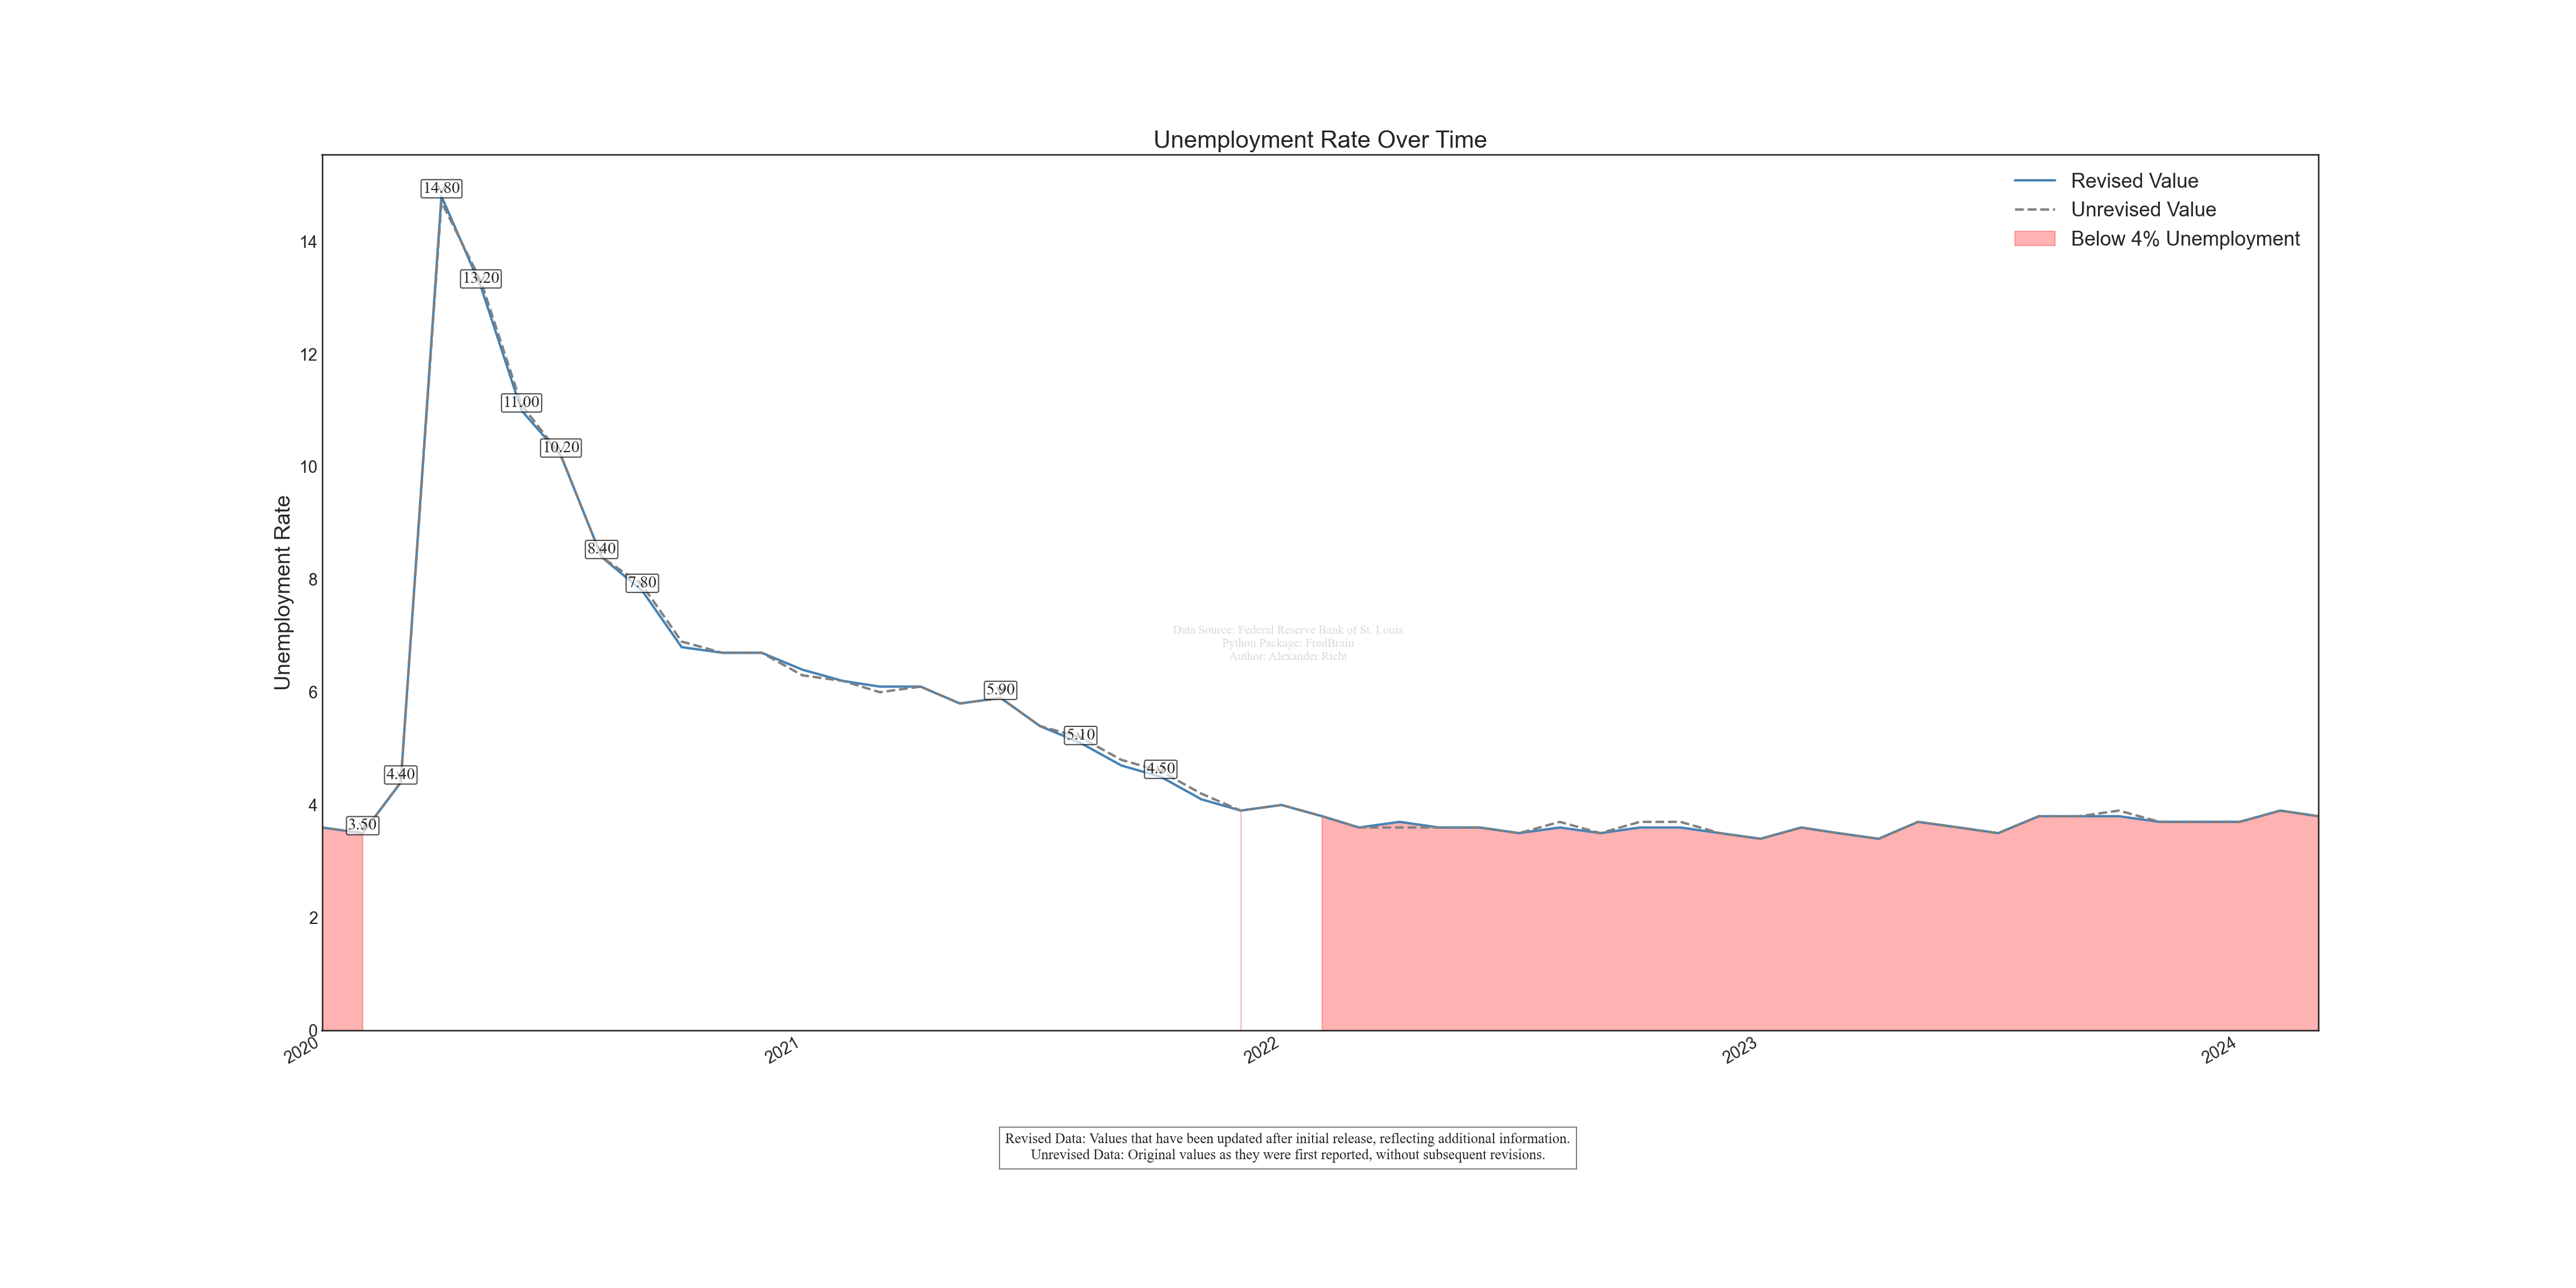 Unemployment Rate Over Time
Revised Value
Unrevised Value
Below 4% Unemployment
Unemployment Rate
14
12
10
8
6
4
2
0
14.80
13.20
11.00
10.20
8.40
7.80
5.90
5.10
4.50
4.40
3.50
Data Source: Federal Reserve Bank of St. Louis
Python Package: FredBrain
Author: Alexander Richt
2020
2021
2022
2023
2024
Revised Data: Values that have been updated after initial release, reflecting additional information.
Unrevised Data: Original values as they were first reported, without subsequent revisions.